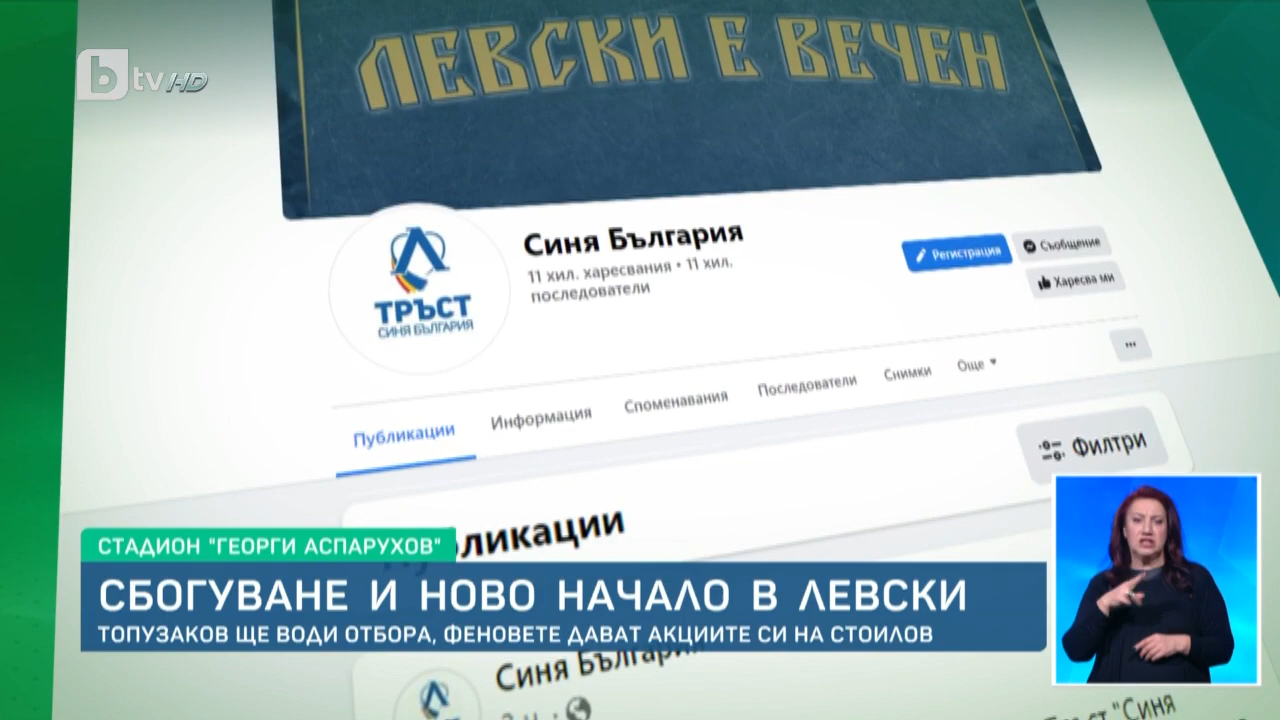 btv HD
ЛЕВСКИ Е ВЕЧЕН
ТРЪСТ
СИНЯ БЪЛГАРИЯ
Синя България
11 хил. харесвания • 11 хил.
последователи
Регистрация
Съобщение
Харесва ми
Публикации
Информация
Споменавания
Последователи
Снимки
Още
Филтри
бликации
СТАДИОН "ГЕОРГИ АСПАРУХОВ"
СБОГУВАНЕ И НОВО НАЧАЛО В ЛЕВСКИ
ТОПУЗАКОВ ЩЕ ВОДИ ОТБОРА, ФЕНОВЕТЕ ДАВАТ АКЦИИТЕ СИ НА СТОИЛОВ
Синя България
"Синя